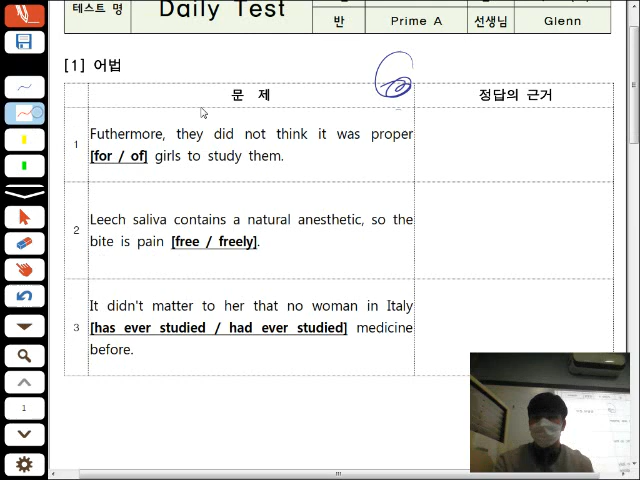 테스트 명
Daily Test
반
Prime A
선생님
Glenn
[1] 어법
문 제
정답의 근거
1
Futhermore, they did not think it was proper
[for / of] girls to study them.
2
Leech saliva contains a natural anesthetic, so the
bite is pain [free / freely].
3
It didn't matter to her that no woman in Italy
[has ever studied / had ever studied] medicine
before.
1